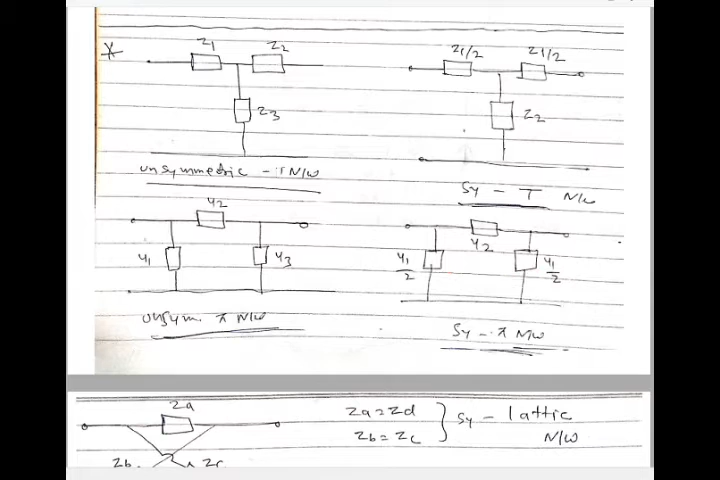 Z1 Z2
Z3
unsymmetric - T N/W
Z1/2 Z1/2
Z2
Sy - T N/W
Y2
Y1 Y3
unsym. π N/W
Y2
Y1/2 Y1/2
Sy - π N/W
Za
Zb Zc
Za = Zd
Zb = Zc
Sy - lattic
N/W